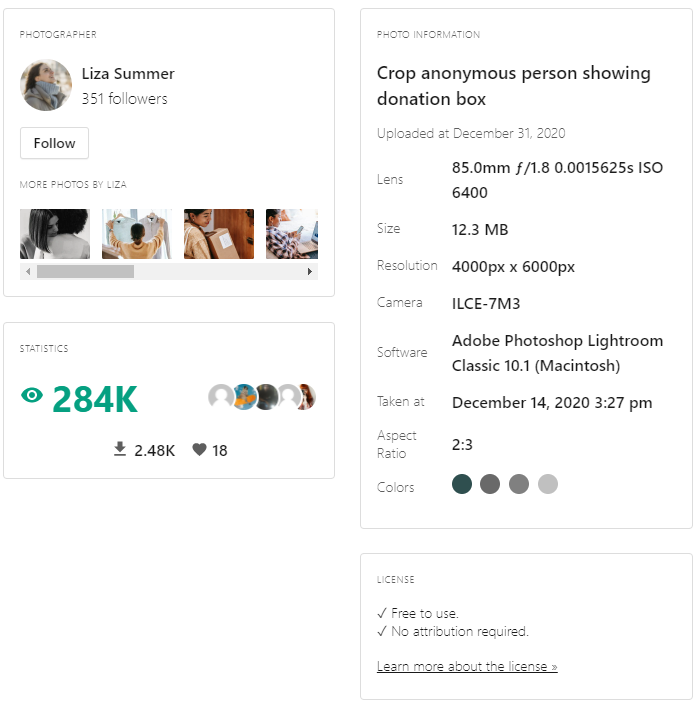 PHOTOGRAPHER
Liza Summer
351 followers
Follow
MORE PHOTOS BY LIZA
STATISTICS
284K
2.48K 18
PHOTO INFORMATION
Crop anonymous person showing
donation box
Uploaded at December 31, 2020
Lens 85.0mm ƒ/1.8 0.0015625s ISO
6400
Size 12.3 MB
Resolution 4000px x 6000px
Camera ILCE-7M3
Software Adobe Photoshop Lightroom
Classic 10.1 (Macintosh)
Taken at December 14, 2020 3:27 pm
Aspect
Ratio 2:3
Colors
LICENSE
✓ Free to use.
✓ No attribution required.
Learn more about the license »